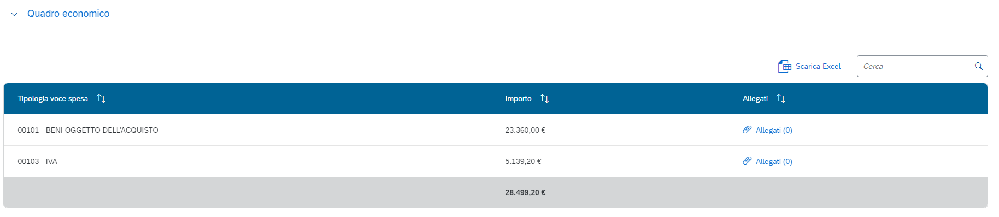 Quadro economico
Scarica Excel
Cerca
Tipologia voce spesa Importo Allegati
00101 - BENI OGGETTO DELL'ACQUISTO 23.360,00 € Allegati (0)
00103 - IVA 5.139,20 € Allegati (0)
28.499,20 €